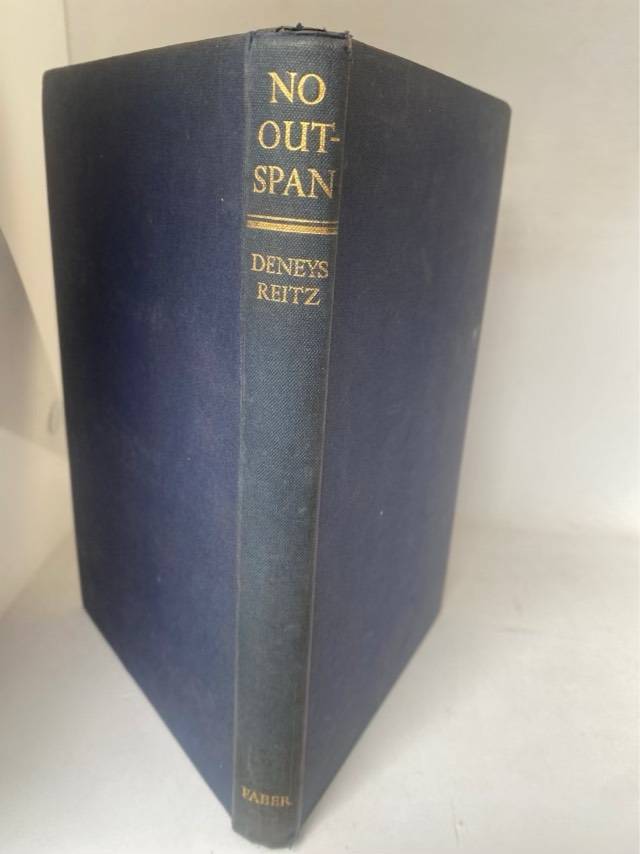 NO
OUT-
SPAN
DENEYS
REITZ
FABER